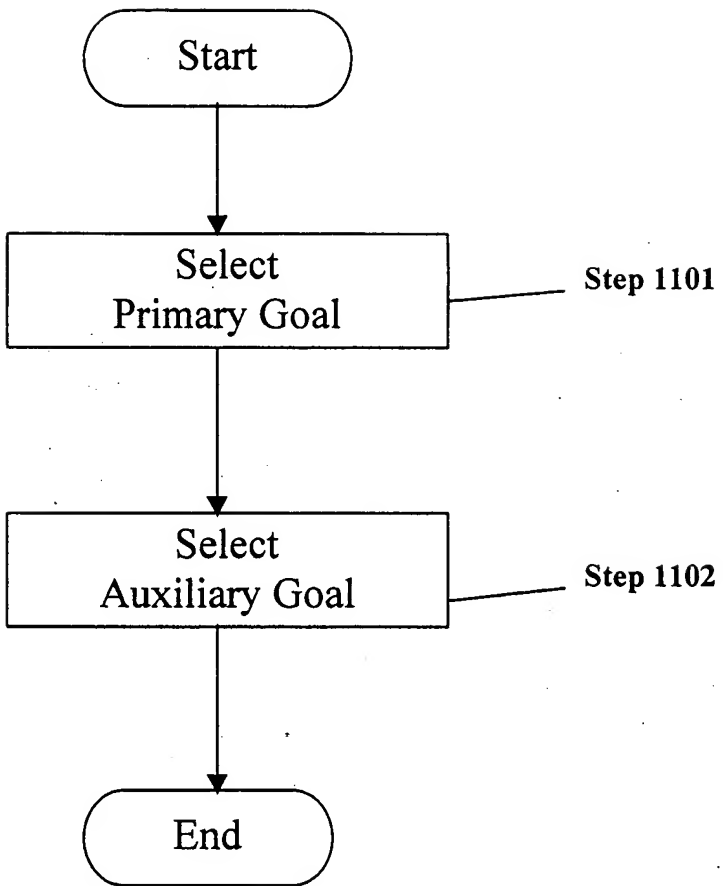 Start
Select
Primary Goal
Step 1101
Select
Auxiliary Goal
Step 1102
End